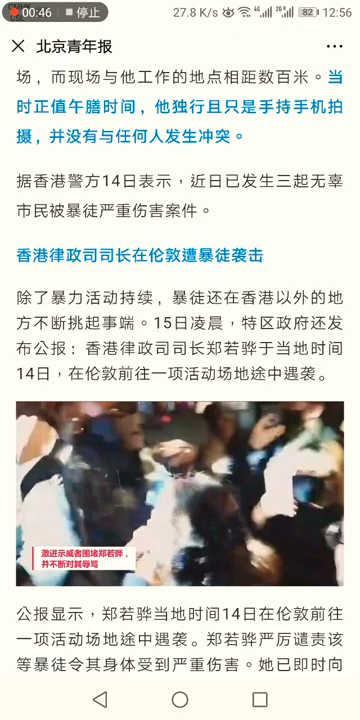 00:46 停止 27.8 K/s 4G 2G 82 12:56
北京青年报
场，而现场与他工作的地点相距数百米。当
时正值午膳时间，他独行且只是手持手机拍
摄，并没有与任何人发生冲突。
据香港警方14日表示，近日已发生三起无辜
市民被暴徒严重伤害案件。
香港律政司司长在伦敦遭暴徒袭击
除了暴力活动持续，暴徒还在香港以外的地
方不断挑起事端。15日凌晨，特区政府还发
布公报：香港律政司司长郑若骅于当地时间
14日，在伦敦前往一项活动场地途中遇袭。
激进示威者围堵郑若骅，
并不断对其辱骂
公报显示，郑若骅当地时间14日在伦敦前往
一项活动场地途中遇袭。郑若骅严厉谴责该
等暴徒令其身体受到严重伤害。她已即时向